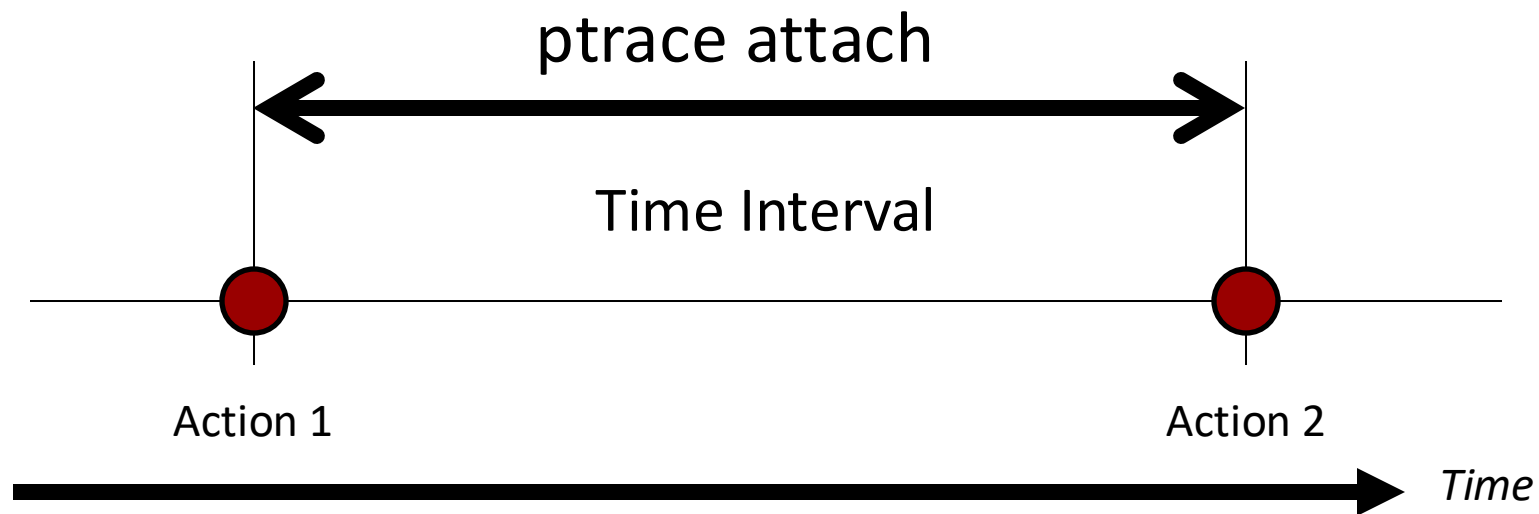 ptrace attach
Time Interval
Action 1
Action 2
Time